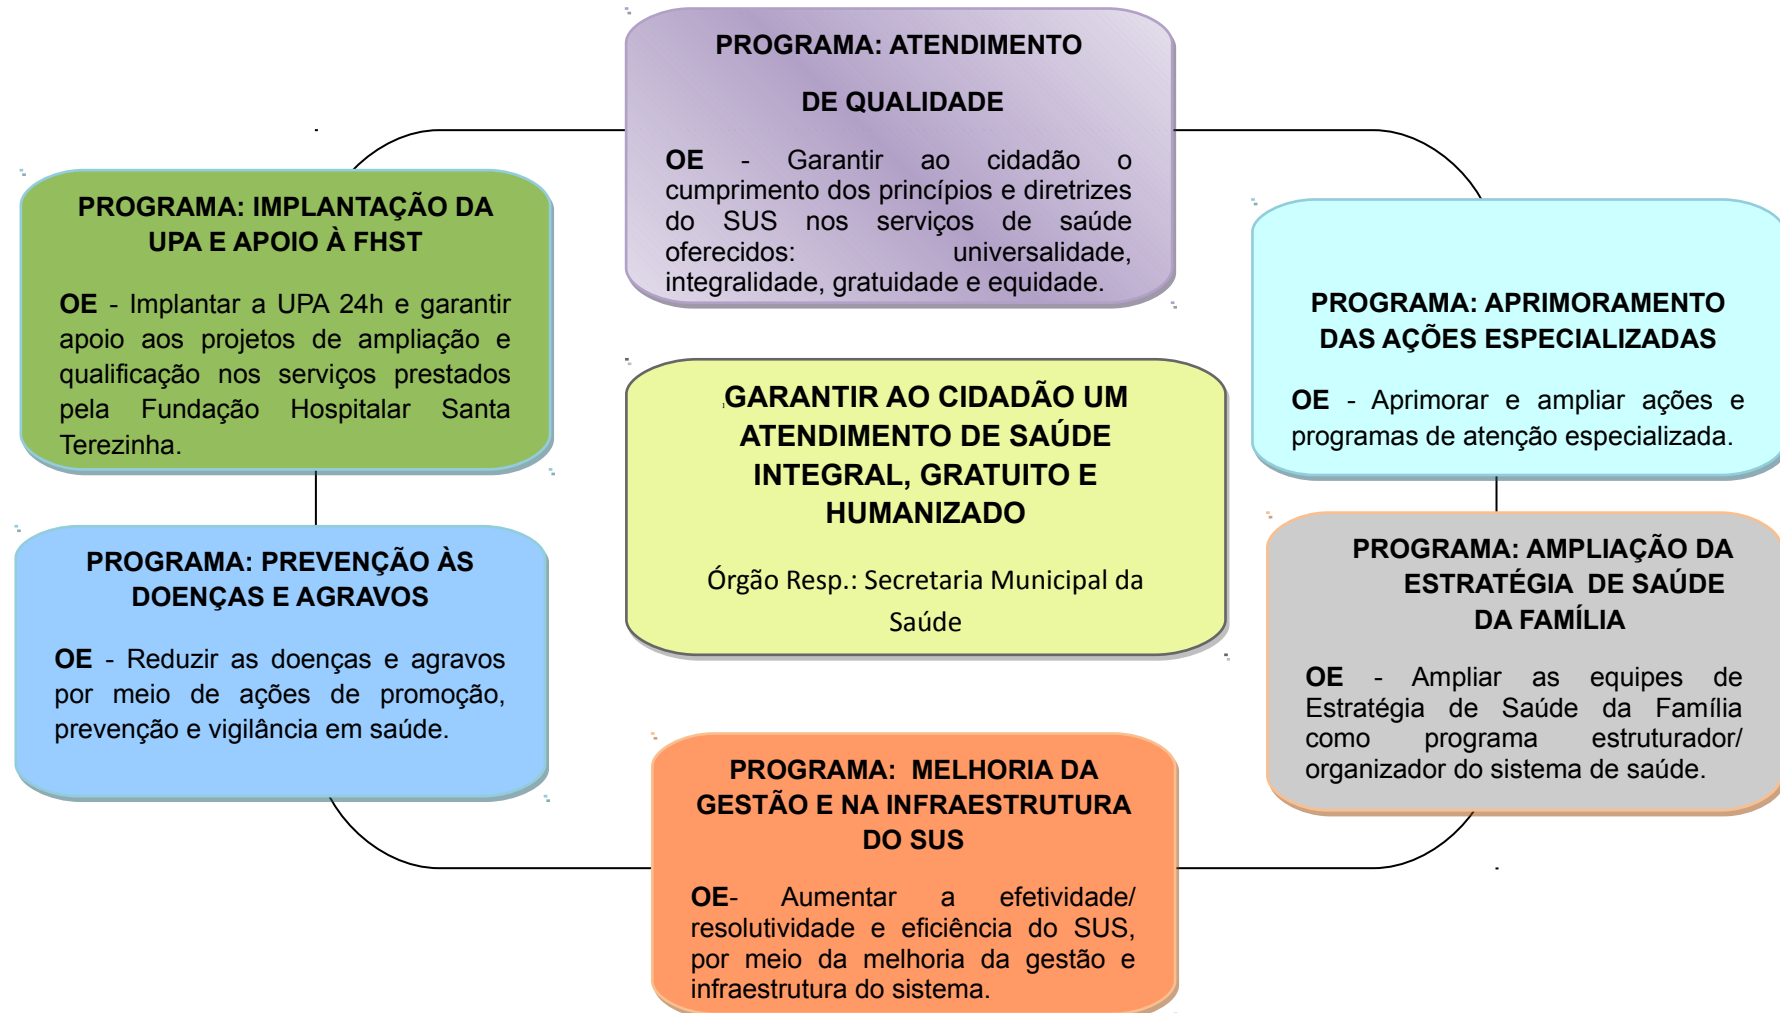 PROGRAMA: ATENDIMENTO
DE QUALIDADE
OE - Garantir ao cidadão o
cumprimento dos princípios e diretrizes
do SUS nos serviços de saúde
oferecidos: universalidade,
integralidade, gratuidade e equidade.
PROGRAMA: IMPLANTAÇÃO DA
UPA E APOIO À FHST
OE - Implantar a UPA 24h e garantir
apoio aos projetos de ampliação e
qualificação nos serviços prestados
pela Fundação Hospitalar Santa
Terezinha.
PROGRAMA: APRIMORAMENTO
DAS AÇÕES ESPECIALIZADAS
OE - Aprimorar e ampliar ações e
programas de atenção especializada.
GARANTIR AO CIDADÃO UM
ATENDIMENTO DE SAÚDE
INTEGRAL, GRATUITO E
HUMANIZADO
Órgão Resp.: Secretaria Municipal da
Saúde
PROGRAMA: PREVENÇÃO ÀS
DOENÇAS E AGRAVOS
OE - Reduzir as doenças e agravos
por meio de ações de promoção,
prevenção e vigilância em saúde.
PROGRAMA: AMPLIAÇÃO DA
ESTRATÉGIA DE SAÚDE
DA FAMÍLIA
OE - Ampliar as equipes de
Estratégia de Saúde da Família
como programa estruturador/
organizador do sistema de saúde.
PROGRAMA: MELHORIA DA
GESTÃO E NA INFRAESTRUTURA
DO SUS
OE- Aumentar a efetividade/
resolutividade e eficiência do SUS,
por meio da melhoria da gestão e
infraestrutura do sistema.